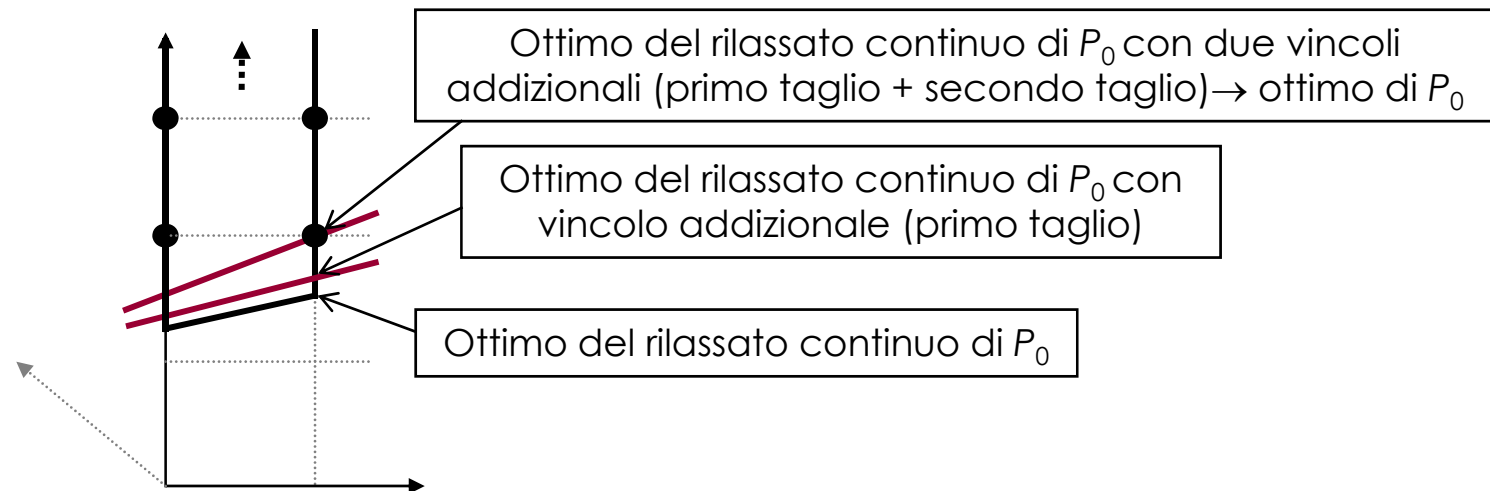 Ottimo del rilassato continuo di P0 con due vincoli
addizionali (primo taglio + secondo taglio)→ ottimo di P0
Ottimo del rilassato continuo di P0 con
vincolo addizionale (primo taglio)
Ottimo del rilassato continuo di P0